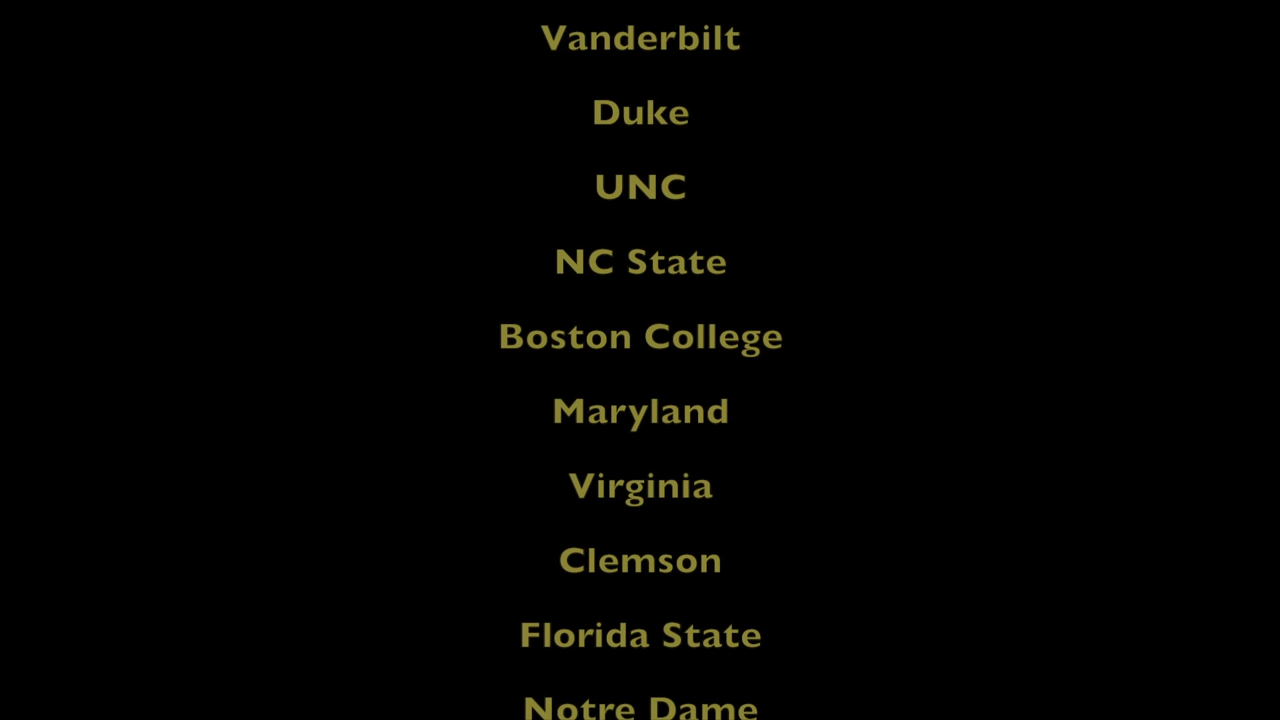 Vanderbilt
Duke
UNC
NC State
Boston College
Maryland
Virginia
Clemson
Florida State
Notre Dame